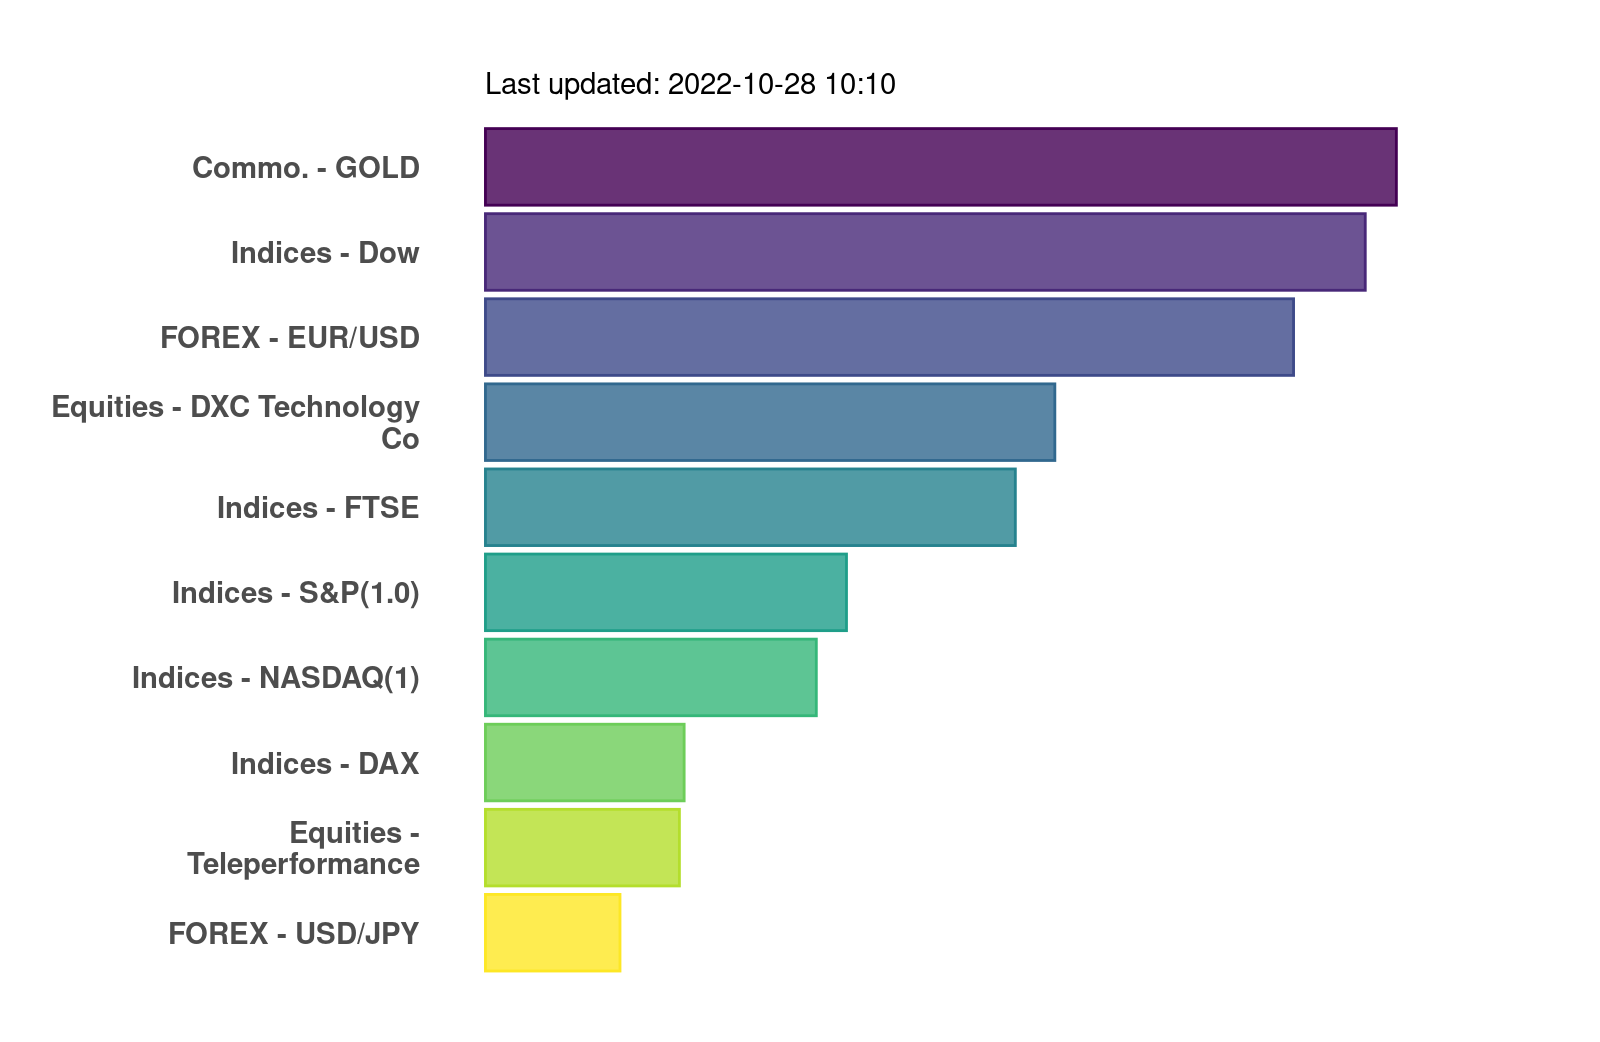 Last updated: 2022-10-28 10:10
Commo. - GOLD
Indices - Dow
FOREX - EUR/USD
Equities - DXC Technology
Co
Indices - FTSE
Indices - S&P(1.0)
Indices - NASDAQ(1)
Indices - DAX
Equities -
Teleperformance
FOREX - USD/JPY